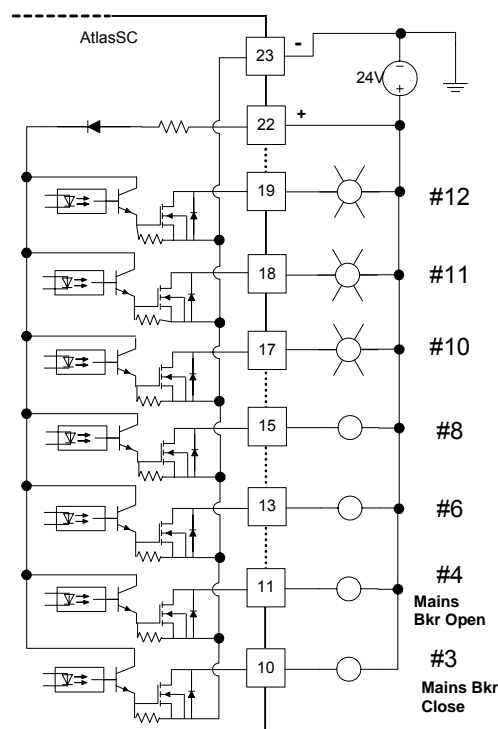 AtlasSC
23 -
24V
-
+
22 +
19 #12
18 #11
17 #10
15 #8
13 #6
11 #4
Mains
Bkr Open
10 #3
Mains Bkr
Close